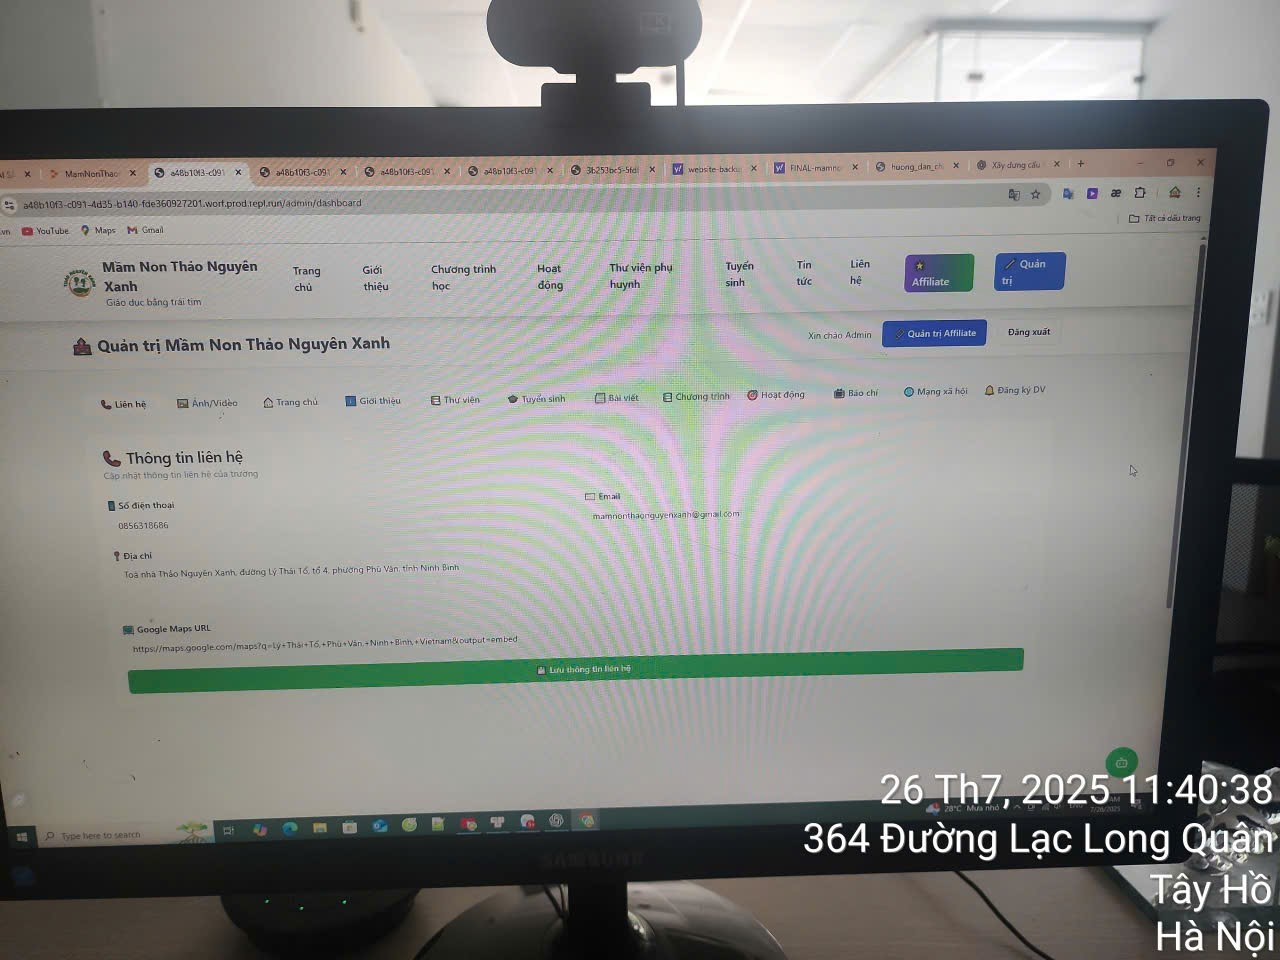 4K
MamNonThao
a48b10f3-c091
a48b10f3-c091
a48b10f3-c091
a48b10f3-c091
3b253bc5-5fdf
website-backup
FINAL-mamno
huong_dan_ch
Xây dựng cấu
a48b10f3-c091-4d35-b140-fde360927201.worf.prod.repl.run/admin/dashboard
.vn
YouTube
Maps
Gmail
Tất cả dấu trang
Mầm Non Thảo Nguyên Xanh
Giáo dục bằng trái tim
Trang chủ
Giới thiệu
Chương trình học
Hoạt động
Thư viện phụ huynh
Tuyển sinh
Tin tức
Liên hệ
Affiliate
Quản trị
Quản trị Mầm Non Thảo Nguyên Xanh
Xin chào Admin
Quản trị Affiliate
Đăng xuất
Liên hệ
Ảnh/Video
Trang chủ
Giới thiệu
Thư viện
Tuyển sinh
Bài viết
Chương trình
Hoạt động
Báo chí
Mạng xã hội
Đăng ký DV
Thông tin liên hệ
Cập nhật thông tin liên hệ của trường
Số điện thoại
0856318686
Email
mamnonthaonguyenxanh@gmail.com
Địa chỉ
Toà nhà Thảo Nguyên Xanh, đường Lý Thái Tổ, tổ 4, phường Phù Vân, tỉnh Ninh Bình
Google Maps URL
https://maps.google.com/maps?q=Lý+Thái+Tổ,+Phù+Vân,+Ninh+Bình,+Vietnam&output=embed
Lưu thông tin liên hệ
Type here to search
28°C Mưa nhỏ
SAMSUNG
26 Th7, 2025 11:40:38
364 Đường Lạc Long Quân
Tây Hồ
Hà Nội